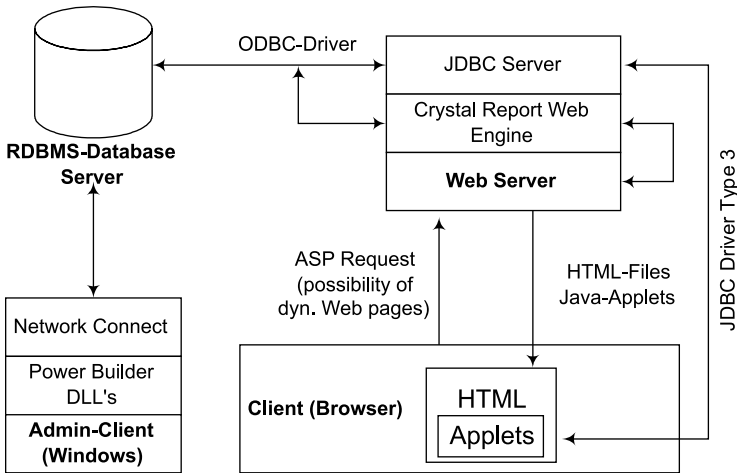 ODBC-Driver
JDBC Server
Crystal Report Web
Engine
Web Server
RDBMS-Database
Server
JDBC Driver Type 3
ASP Request
(possibility of
dyn. Web pages)
HTML-Files
Java-Applets
Network Connect
Power Builder
DLL's
Admin-Client
(Windows)
Client (Browser)
HTML
Applets